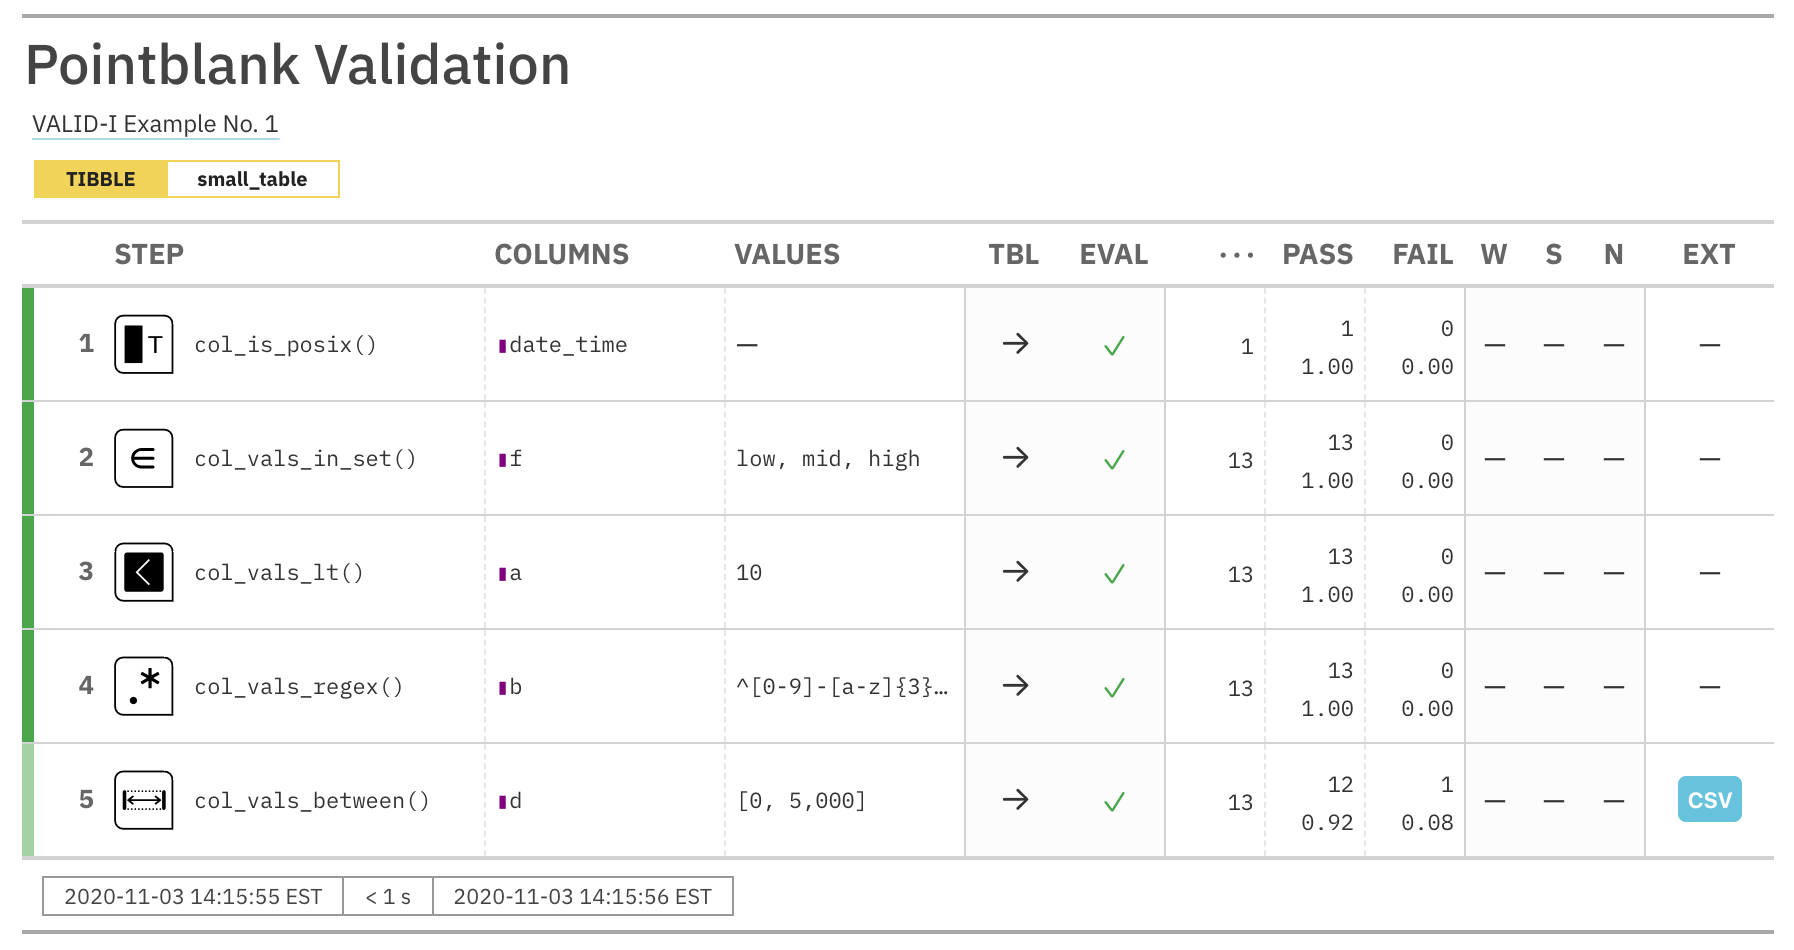 Pointblank Validation
VALID-I Example No. 1
TIBBLE small_table
STEP COLUMNS VALUES TBL EVAL ··· PASS FAIL W S N EXT
1 T col_is_posix() date_time — → ✓ 1 1 0 — — — —
1.00 0.00
2 ∈ col_vals_in_set() f low, mid, high → ✓ 13 13 0 — — — —
1.00 0.00
3 < col_vals_lt() a 10 → ✓ 13 13 0 — — — —
1.00 0.00
4 .* col_vals_regex() b ^[0-9]-[a-z]{3}… → ✓ 13 13 0 — — — —
1.00 0.00
5 col_vals_between() d [0, 5,000] → ✓ 13 12 1 — — — CSV
0.92 0.08
2020-11-03 14:15:55 EST < 1 s 2020-11-03 14:15:56 EST